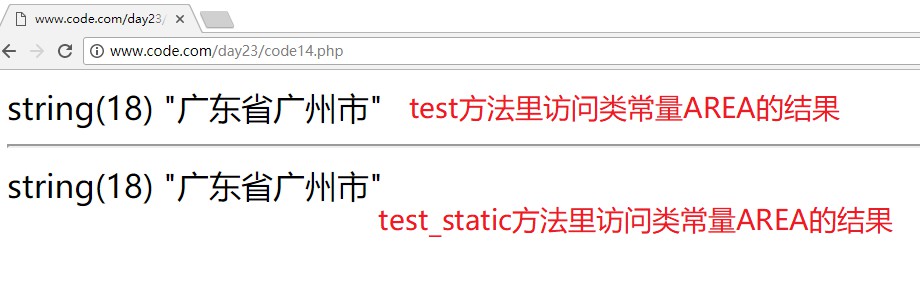 www.code.com/day23/
www.code.com/day23/code14.php
string(18) "广东省广州市" test方法里访问类常量AREA的结果
string(18) "广东省广州市"
test_static方法里访问类常量AREA的结果